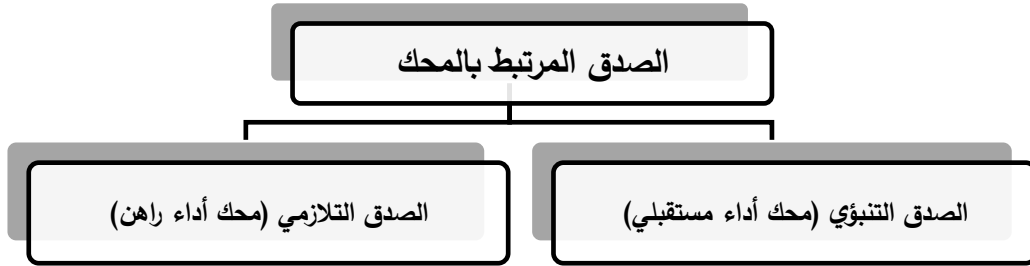 الصدق المرتبط بالمحك
الصدق التنبؤي (محك أداء مستقبلي)
الصدق التلازمي (محك أداء راهن)